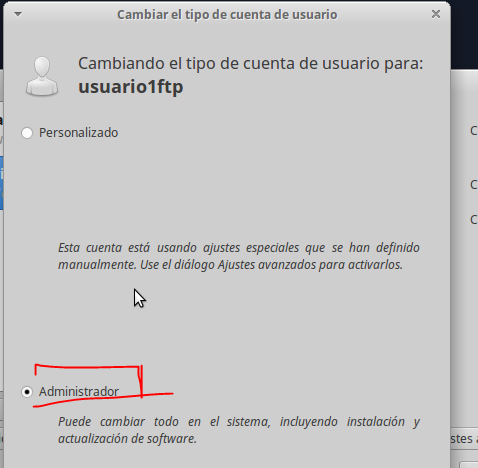 Cambiar el tipo de cuenta de usuario
Cambiando el tipo de cuenta de usuario para:
usuario1ftp
Personalizado
Esta cuenta está usando ajustes especiales que se han definido
manualmente. Use el diálogo Ajustes avanzados para activarlos.
Administrador
Puede cambiar todo en el sistema, incluyendo instalación y
actualización de software.